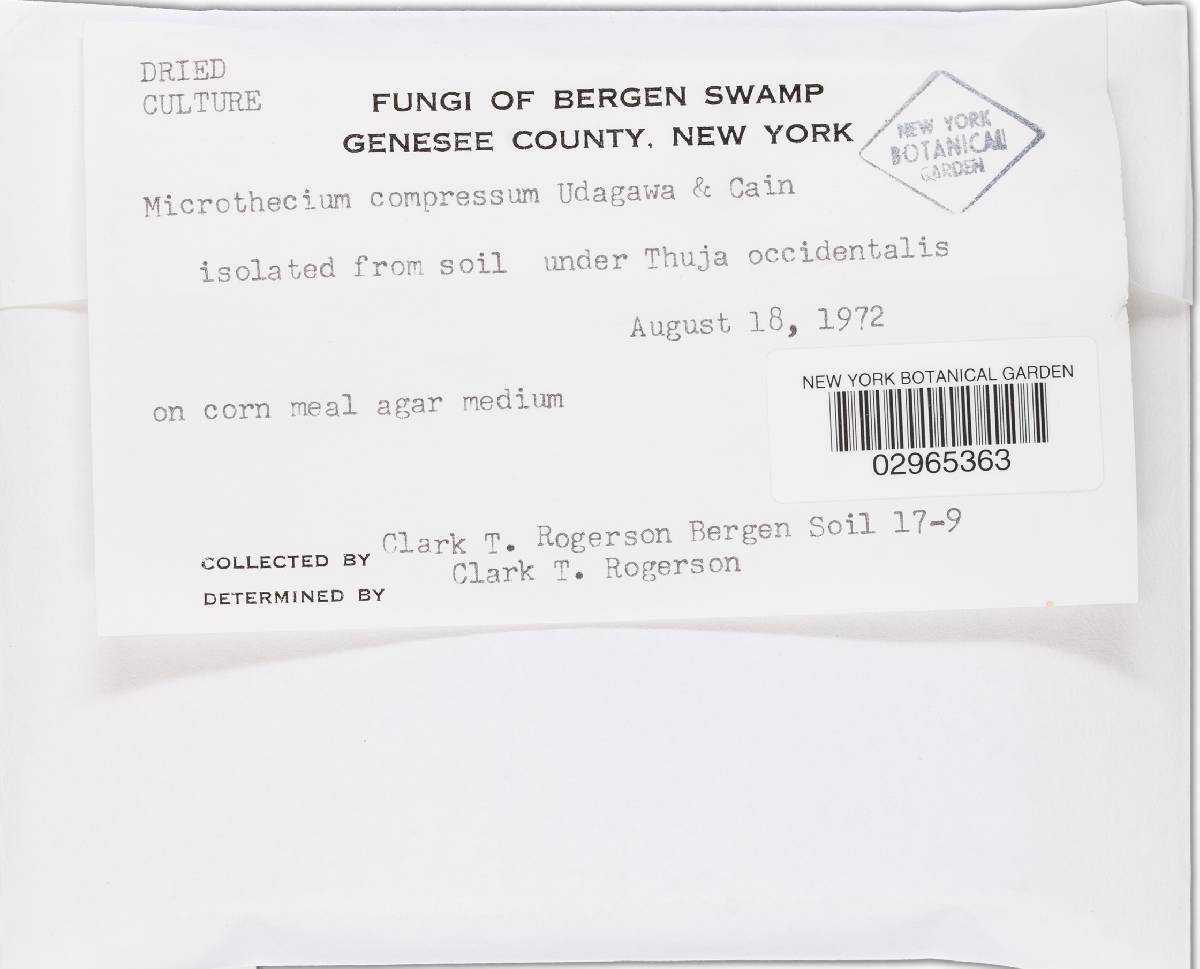 DRIED
CULTURE
FUNGI OF BERGEN SWAMP
GENESEE COUNTY, NEW YORK
NEW YORK
BOTANICAL
GARDEN
Microthecium compressum Udagawa & Cain
isolated from soil under Thuja occidentalis
August 18, 1972
on corn meal agar medium
NEW YORK BOTANICAL GARDEN
02965363
COLLECTED BY Clark T. Rogerson Bergen Soil 17-9
DETERMINED BY Clark T. Rogerson